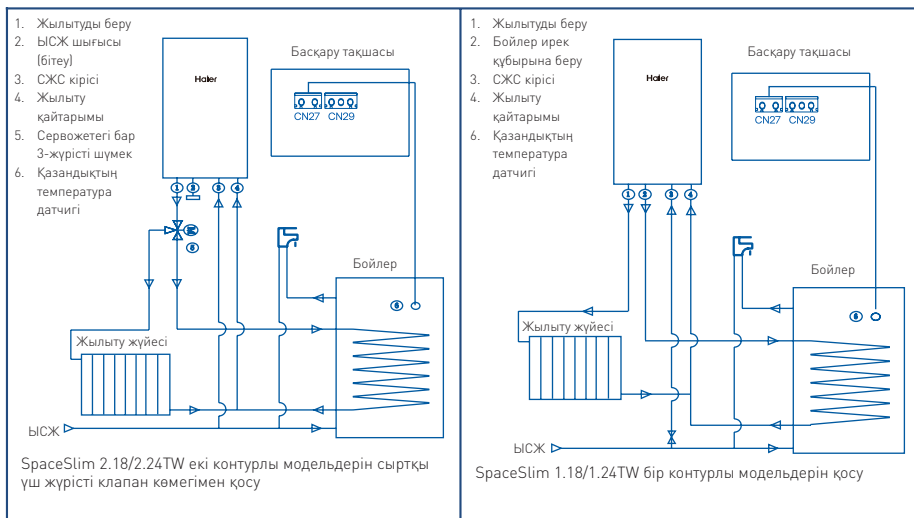 1. Жылытуды беру
2. ЫСЖ шығысы
(бітеу)
3. СЖС кірісі
4. Жылыту
қайтарымы
5. Сервожетегі бар
3-жүрісті шүмек
6. Қазандықтың
температура
датчигі
Haier
Басқару тақшасы
CN27 CN29
1 2 3 4
M
5
Бойлер
6
Жылыту жүйесі
ЫСЖ
SpaceSlim 2.18/2.24TW екі контурлы модельдерін сыртқы
үш жүрісті клапан көмегімен қосу
1. Жылытуды беру
2. Бойлер ирек
құбырына беру
3. СЖС кірісі
4. Жылыту
қайтарымы
6. Қазандықтың
температура
датчигі
Haier
Басқару тақшасы
CN27 CN29
1 2 3 4
Бойлер
6
Жылыту жүйесі
ЫСЖ
SpaceSlim 1.18/1.24TW бір контурлы модельдерін қосу